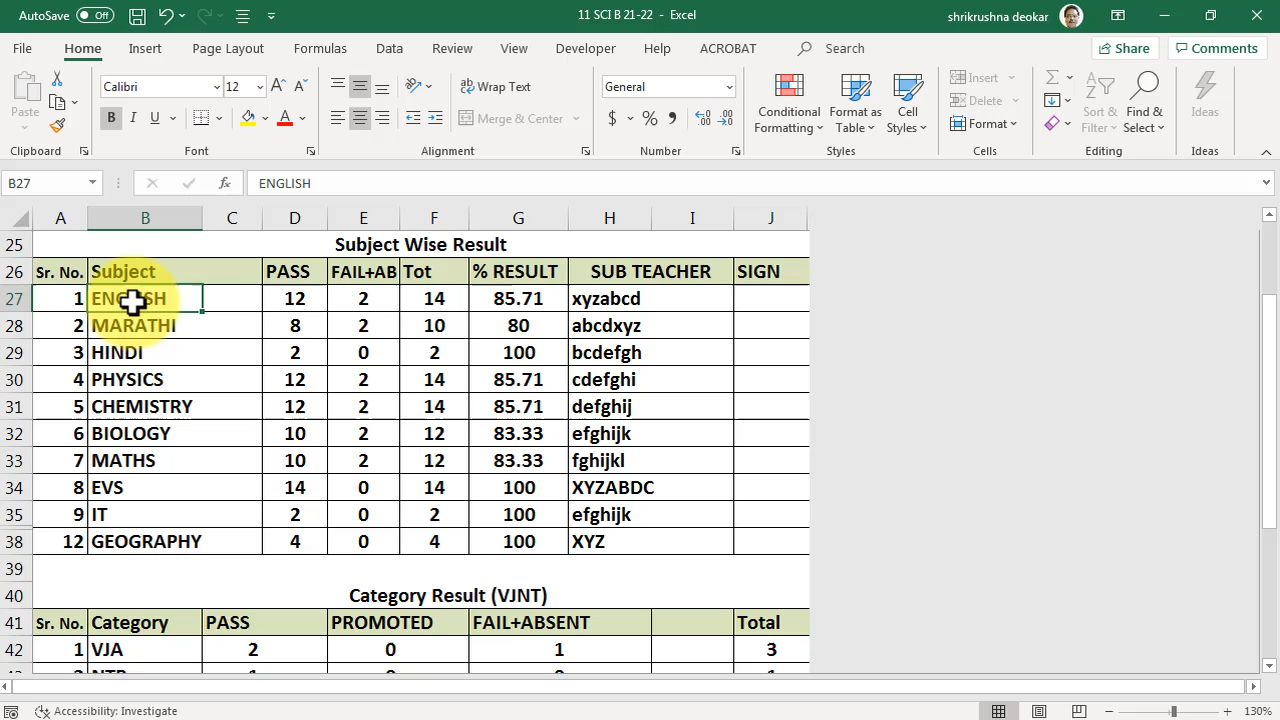 AutoSave Off 11 SCI B 21-22 - Excel shrikrushna deokar
File Home Insert Page Layout Formulas Data Review View Developer Help ACROBAT Search Share Comments
Paste Calibri 12 Wrap Text General Conditional Formatting Format as Table Cell Styles Insert Delete Format Sort & Filter Find & Select Ideas
B I U Merge & Center $ %
Clipboard Font Alignment Number Styles Cells Editing Ideas
B27 fx ENGLISH
A B C D E F G H I J
25 Subject Wise Result
26 Sr. No. Subject PASS FAIL+AB Tot % RESULT SUB TEACHER SIGN
27 1 ENGLISH 12 2 14 85.71 xyzabcd
28 2 MARATHI 8 2 10 80 abcdxyz
29 3 HINDI 2 0 2 100 bcdefgh
30 4 PHYSICS 12 2 14 85.71 cdefghi
31 5 CHEMISTRY 12 2 14 85.71 defghij
32 6 BIOLOGY 10 2 12 83.33 efghijk
33 7 MATHS 10 2 12 83.33 fghijkl
34 8 EVS 14 0 14 100 XYZABDC
35 9 IT 2 0 2 100 efghijk
38 12 GEOGRAPHY 4 0 4 100 XYZ
39
40 Category Result (VJNT)
41 Sr. No. Category PASS PROMOTED FAIL+ABSENT Total
42 1 VJA 2 0 1 3
Accessibility: Investigate 130%